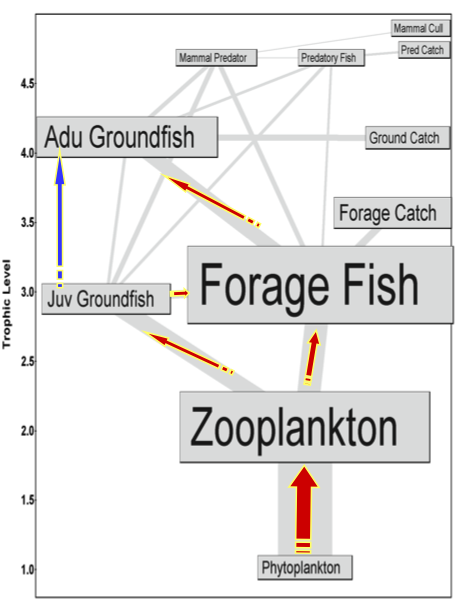 Mammal Cull
Pred Catch
Mammal Predator
Predatory Fish
4.5
Adu Groundfish
Ground Catch
4.0
Forage Catch
3.5
Forage Fish
Juv Groundfish
3.0
Trophic Level
2.5
Zooplankton
2.0
1.5
Phytoplankton
1.0